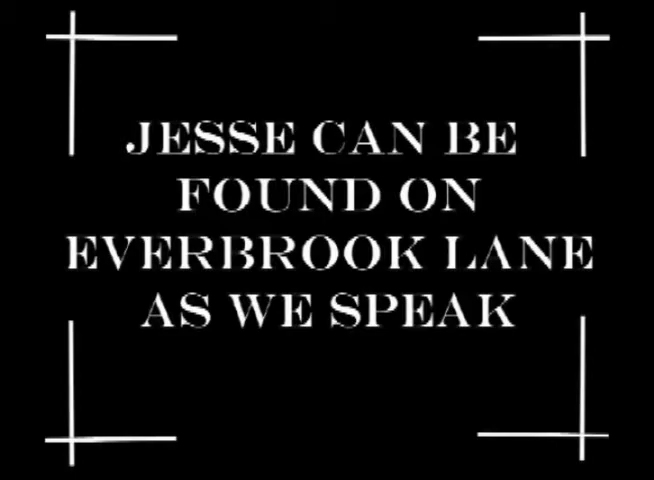 JESSE CAN BE
FOUND ON
EVERBROOK LANE
AS WE SPEAK